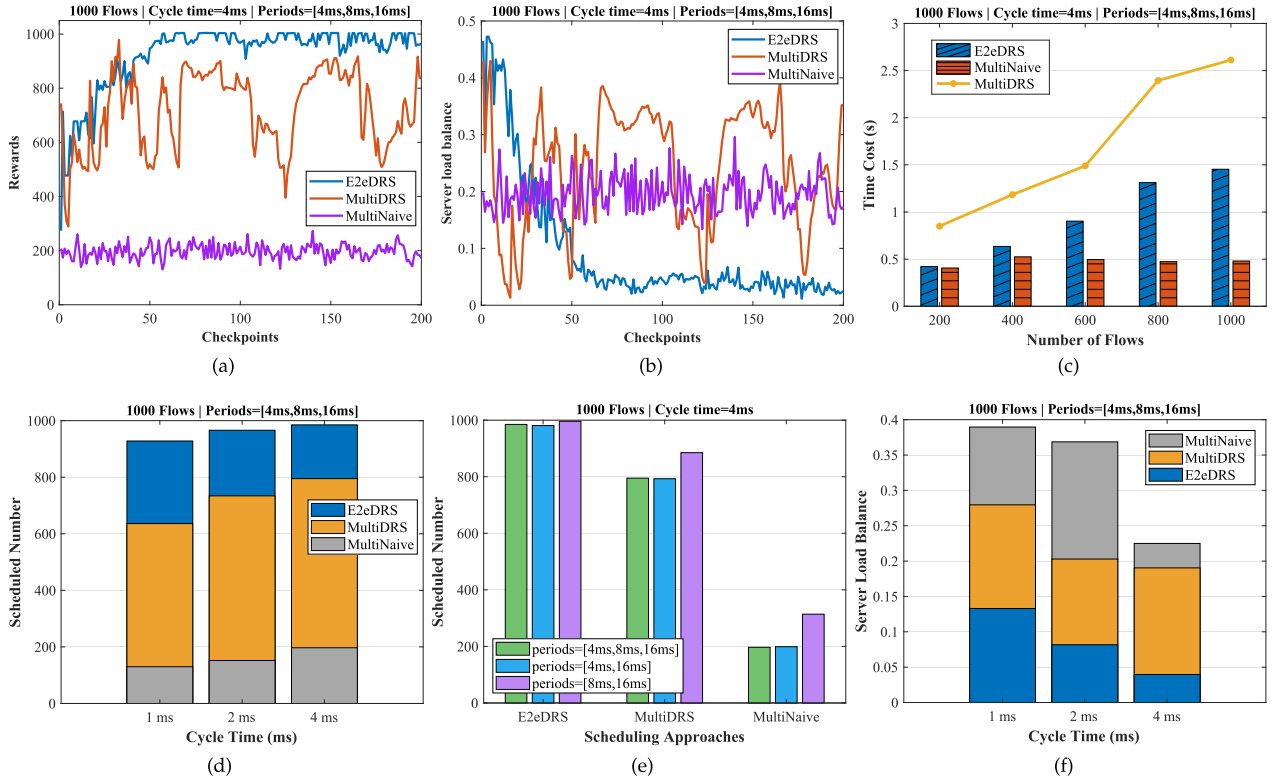 1000 Flows | Cycle time=4ms | Periods=[4ms,8ms,16ms]
1000
800
600
400
200
0
Rewards
E2eDRS
MultiDRS
MultiNaive
0
50
100
150
200
Checkpoints
(a)
1000 Flows | Cycle time=4ms | Periods=[4ms,8ms,16ms]
0.5
0.4
0.3
0.2
0.1
0
Server load balance
E2eDRS
MultiDRS
MultiNaive
0
50
100
150
200
Checkpoints
(b)
1000 Flows | Cycle time=4ms | Periods=[4ms,8ms,16ms]
3
2.5
2
1.5
1
0.5
0
Time Cost (s)
E2eDRS
MultiNaive
MultiDRS
200
400
600
800
1000
Number of Flows
(c)
1000 Flows | Periods=[4ms,8ms,16ms]
1000
800
600
400
200
0
Scheduled Number
E2eDRS
MultiDRS
MultiNaive
1 ms
2 ms
4 ms
Cycle Time (ms)
(d)
1000 Flows | Cycle time=4ms
1000
800
600
400
200
0
Scheduled Number
periods=[4ms,8ms,16ms]
periods=[4ms,16ms]
periods=[8ms,16ms]
E2eDRS
MultiDRS
MultiNaive
Scheduling Approaches
(e)
1000 Flows | Periods=[4ms,8ms,16ms]
0.4
0.35
0.3
0.25
0.2
0.15
0.1
0.05
0
Server Load Balance
MultiNaive
MultiDRS
E2eDRS
1 ms
2 ms
4 ms
Cycle Time (ms)
(f)